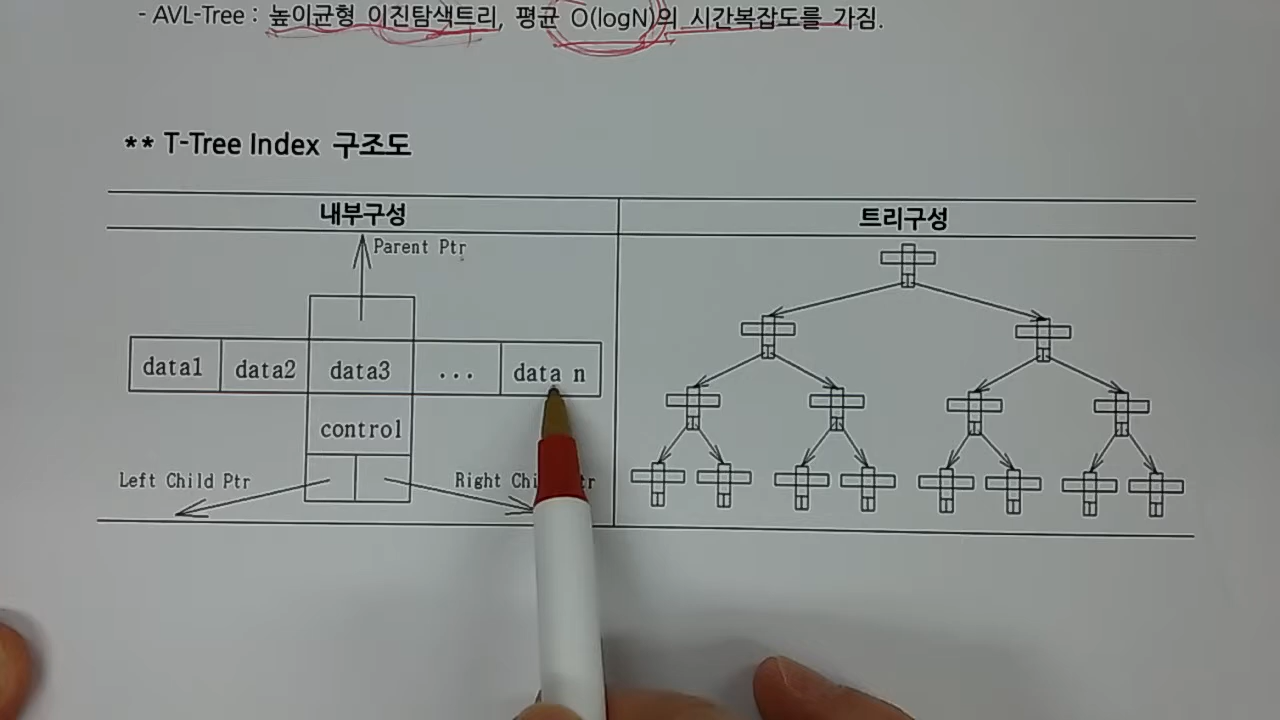 - AVL-Tree : 높이균형 이진탐색트리, 평균 O(logN)의 시간복잡도를 가짐.
** T-Tree Index 구조도
내부구성 트리구성
Parent Ptr
data1 data2 data3 ... data n
control
Left Child Ptr Right